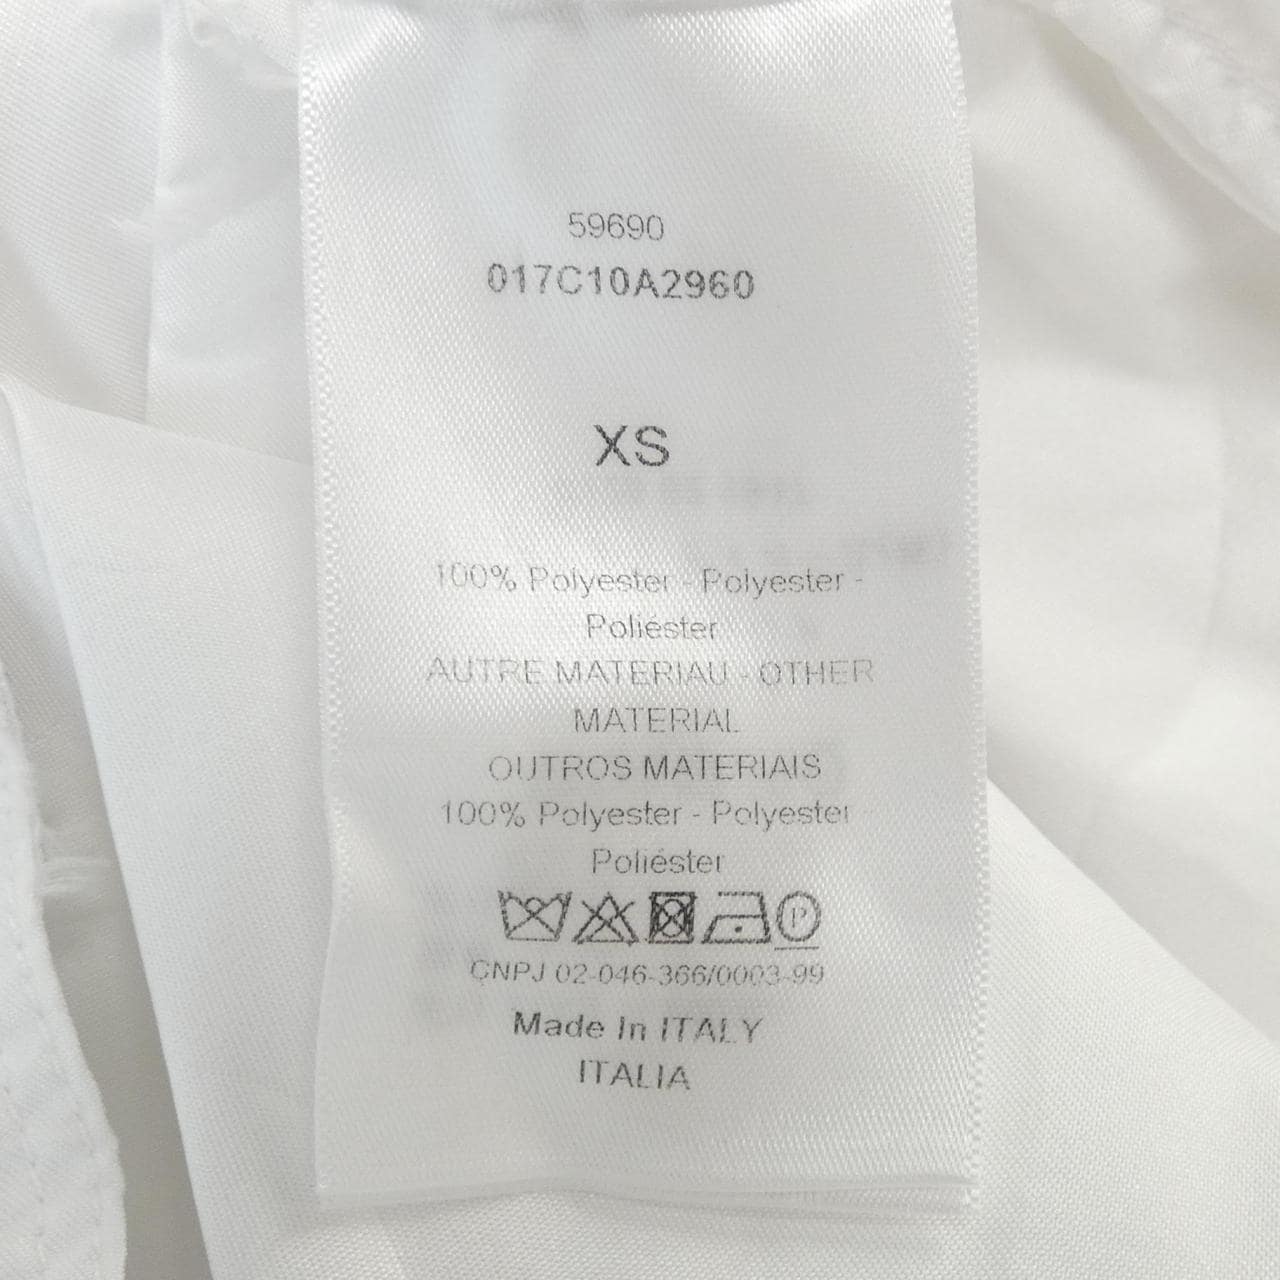 59690
017C10A2960
XS
100% Polyester - Polyester -
Poliéster
AUTRE MATERIAU - OTHER
MATERIAL
OUTROS MATERIAIS
100% Polyester - Polyester
Poliéster
P
CNPJ 02-046-366/0003-99
Made In ITALY
ITALIA